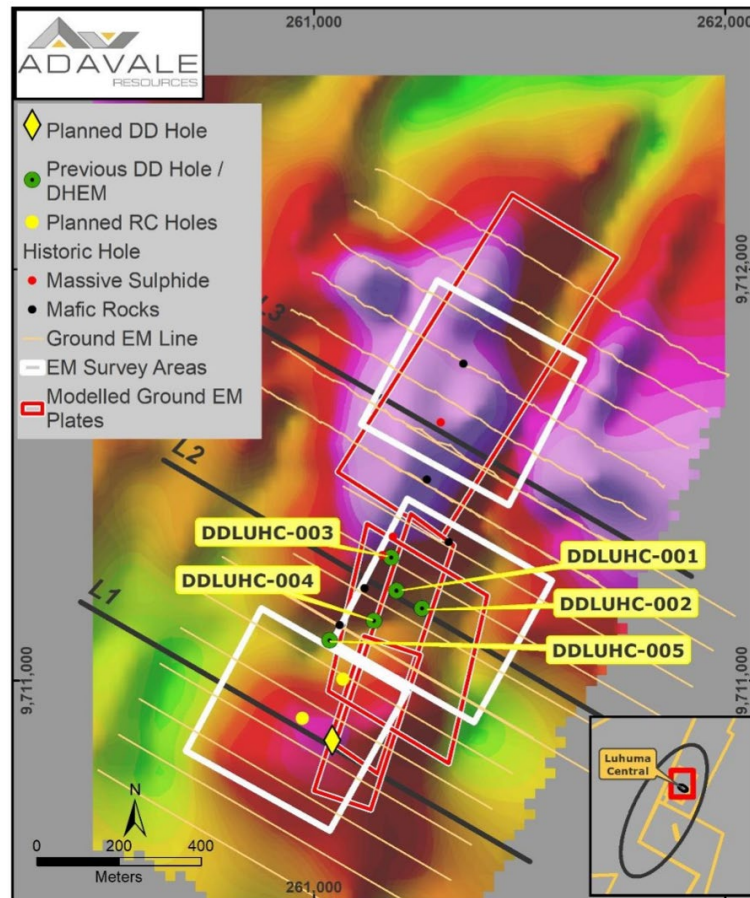 261,000
262,000
ADAVALE
RESOURCES
Planned DD Hole
Previous DD Hole /
DHEM
Planned RC Holes
Historic Hole
Massive Sulphide
Mafic Rocks
Ground EM Line
EM Survey Areas
Modelled Ground EM
Plates
9,712,000
L3
L2
L1
DDLUHC-003
DDLUHC-001
DDLUHC-004
DDLUHC-002
DDLUHC-005
9,711,000
9,711,000
N
0 200 400
Meters
261,000
Luhuma
Central